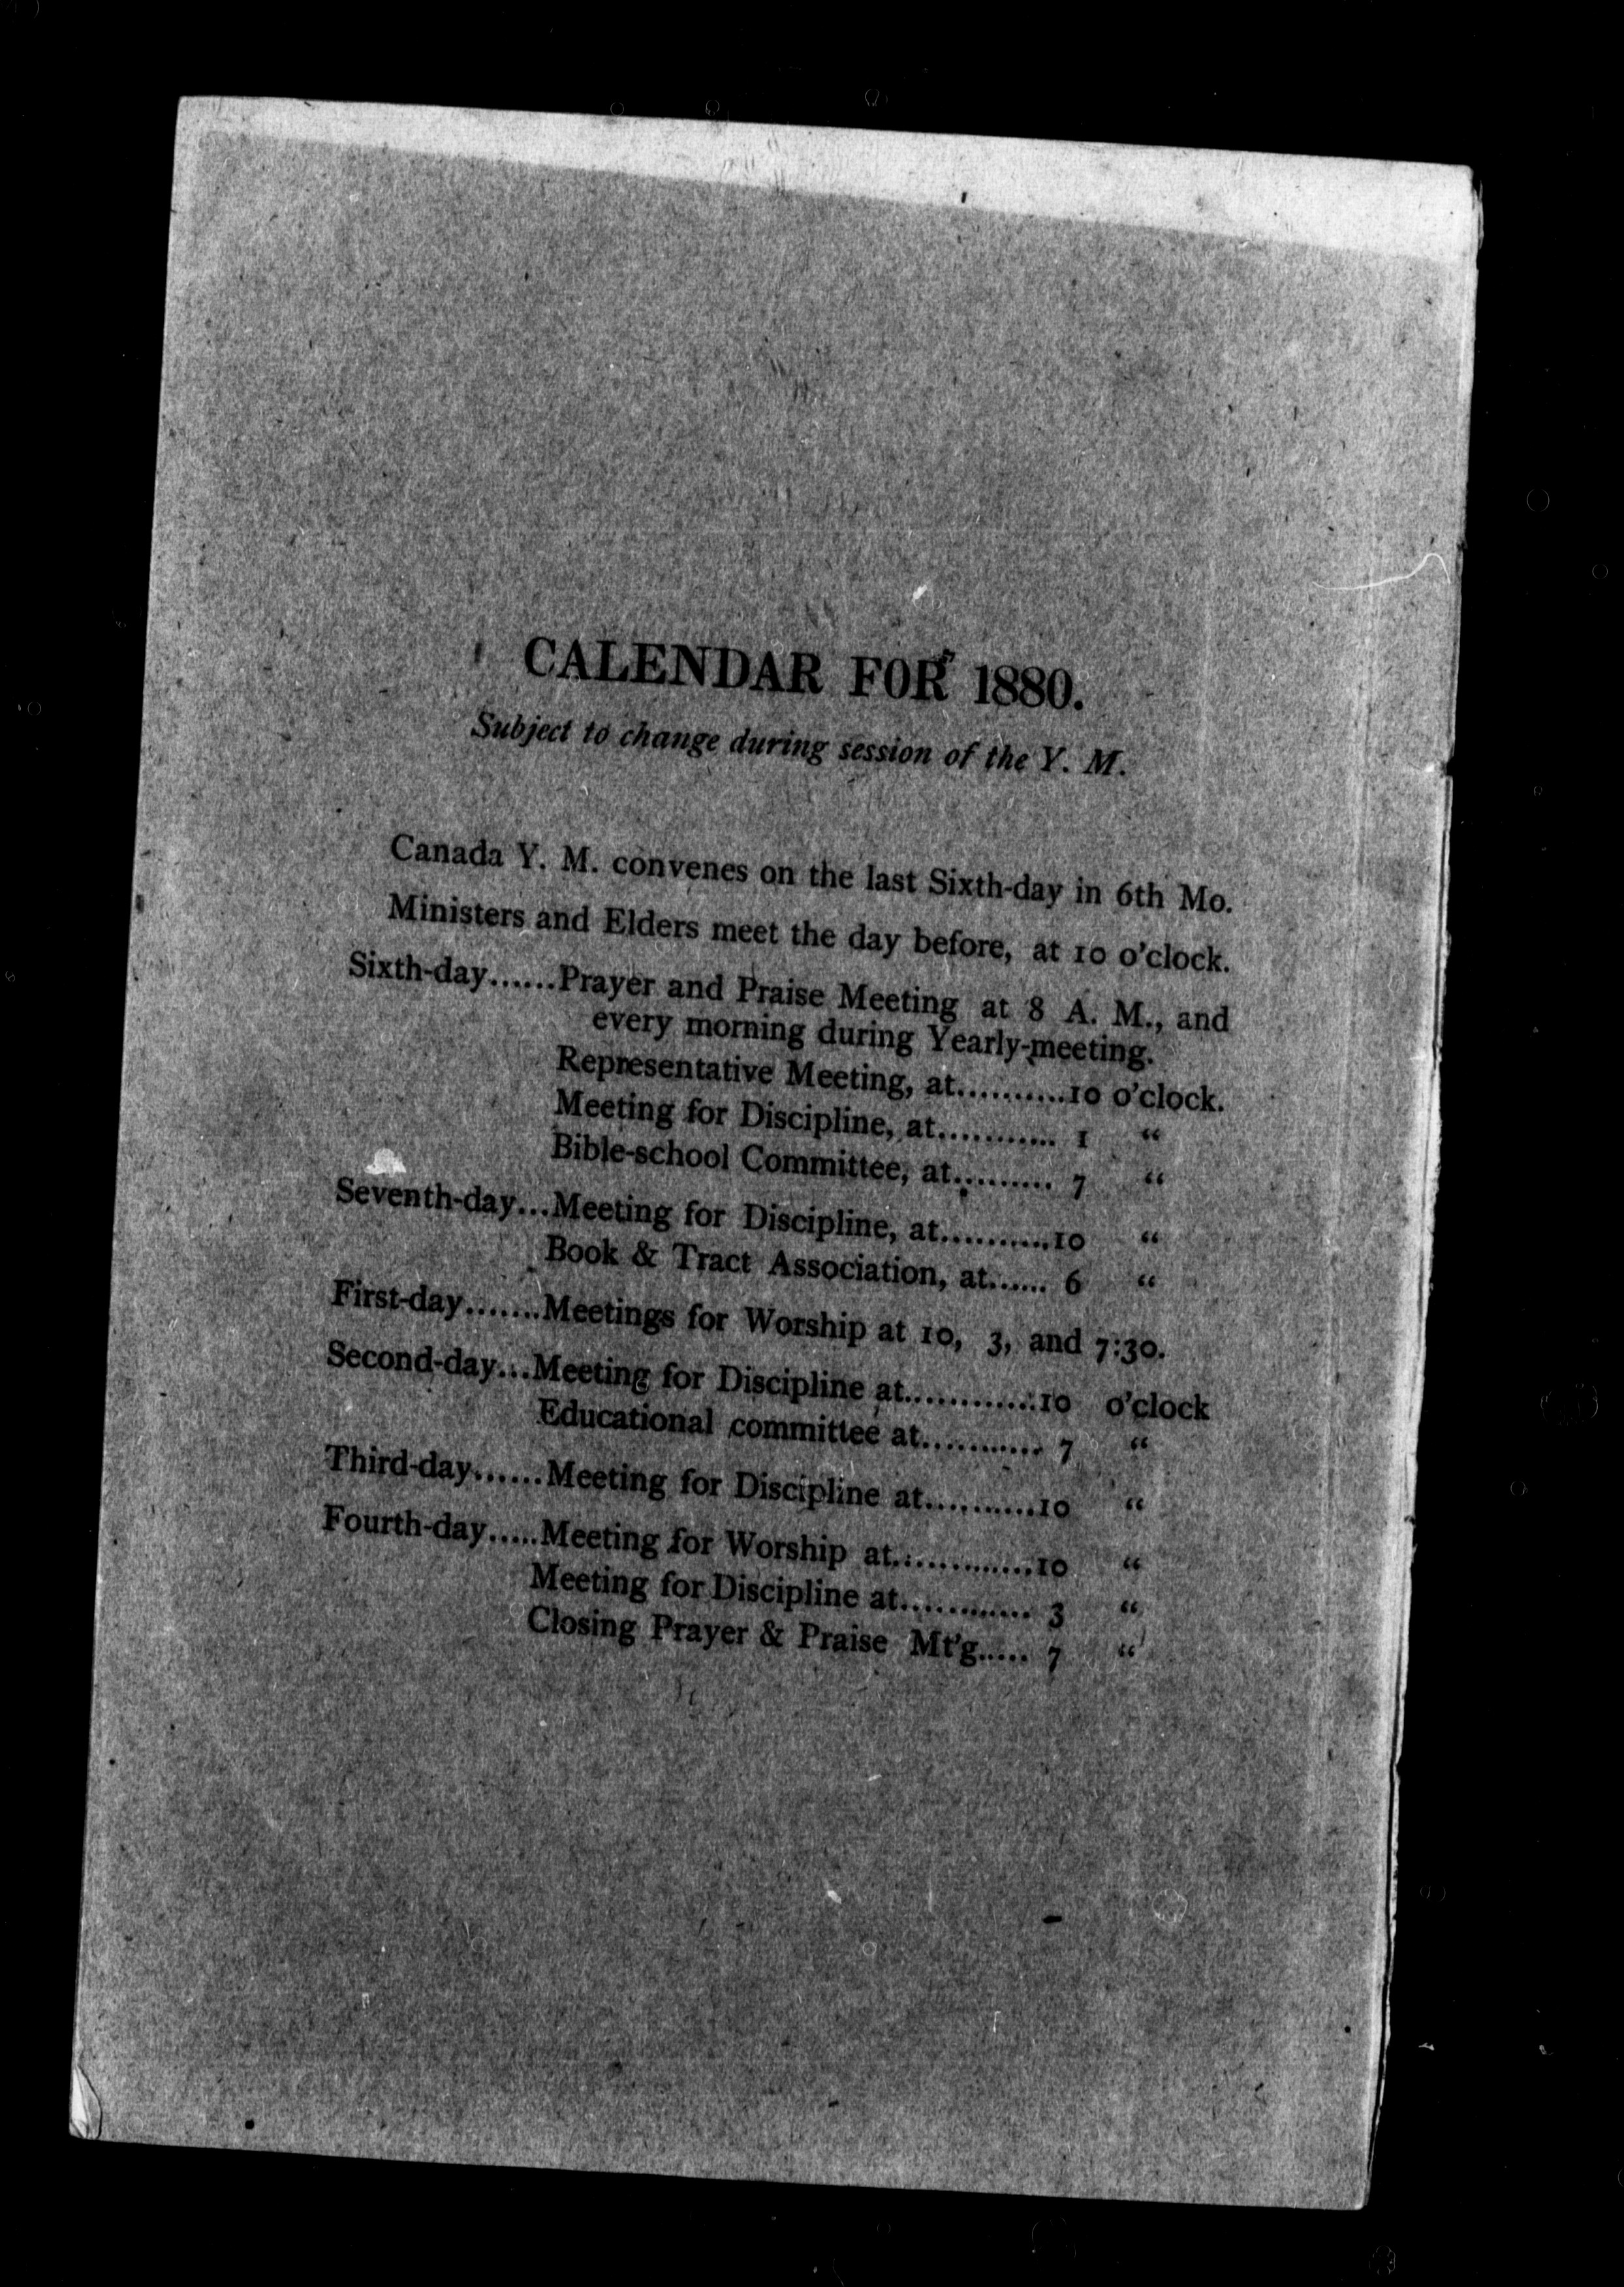 CALENDAR FOR 1880.
Subject to change during session of the Y. M.
Canada Y. M. convenes on the last Sixth-day in 6th Mo.
Ministers and Elders meet the day before, at 10 o'clock.
Sixth-day......Prayer and Praise Meeting at 8 A. M., and
every morning during Yearly-meeting.
Representative Meeting, at..........10 o'clock.
Meeting for Discipline, at............ 1 "
Bible-school Committee, at.......... 7 "
Seventh-day...Meeting for Discipline, at..........10 "
Book & Tract Association, at...... 6 "
First-day.......Meetings for Worship at 10, 3, and 7:30.
Second-day...Meeting for Discipline at.............10 o'clock
Educational committee at........... 7 "
Third-day......Meeting for Discipline at...........10 "
Fourth-day.....Meeting for Worship at..............10 "
Meeting for Discipline at............. 3 "
Closing Prayer & Praise Mt'g..... 7 "